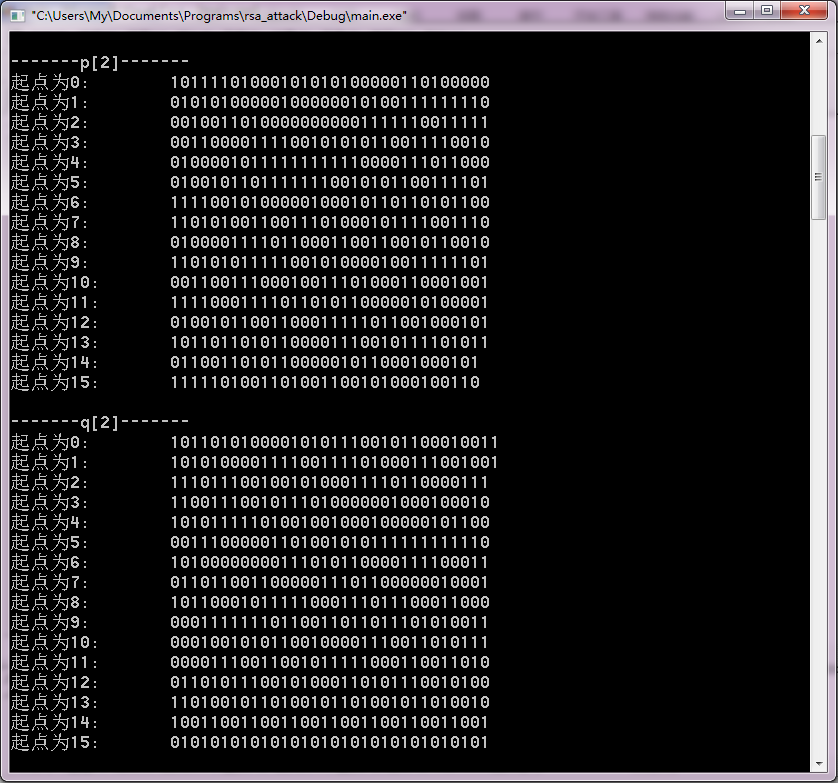 "C:\Users\My\Documents\Programs\rsa_attack\Debug\main.exe"
-------p[2]-------
起点为0: 10111101000101010100000110100000
起点为1: 01010100000100000010100111111110
起点为2: 00100110100000000001111110011111
起点为3: 00110000111100101010110011110010
起点为4: 01000010111111111110000111011000
起点为5: 01001011011111110010101100111101
起点为6: 11110010100000100010110110101100
起点为7: 11010100110011101000101111001110
起点为8: 01000011110110001100110010110010
起点为9: 11010101111100101000010011111101
起点为10: 00110011100010011101000110001001
起点为11: 11110001111011010110000010100001
起点为12: 01001011001100011111011001000101
起点为13: 10110110101100001110010111101011
起点为14: 0110011010110000010110001000101
起点为15: 1111101001101001100101000100110
-------q[2]-------
起点为0: 101101010000101011100101100010011
起点为1: 101010000111100111101000111001001
起点为2: 11101110010010100011110110000111
起点为3: 11001110010111010000001000100010
起点为4: 10101111101001001000100000101100
起点为5: 00111000001101001010111111111110
起点为6: 10100000000111010110000111100011
起点为7: 01101100110000011101100000010001
起点为8: 10110001011111000111011100011000
起点为9: 00011111110110011011011101010011
起点为10: 00010010101100100001110011010111
起点为11: 00001110011001011111000110011010
起点为12: 01101011100101000110101110010100
起点为13: 11010010110100101101001011010010
起点为14: 10011001100110011001100110011001
起点为15: 01010101010101010101010101010101